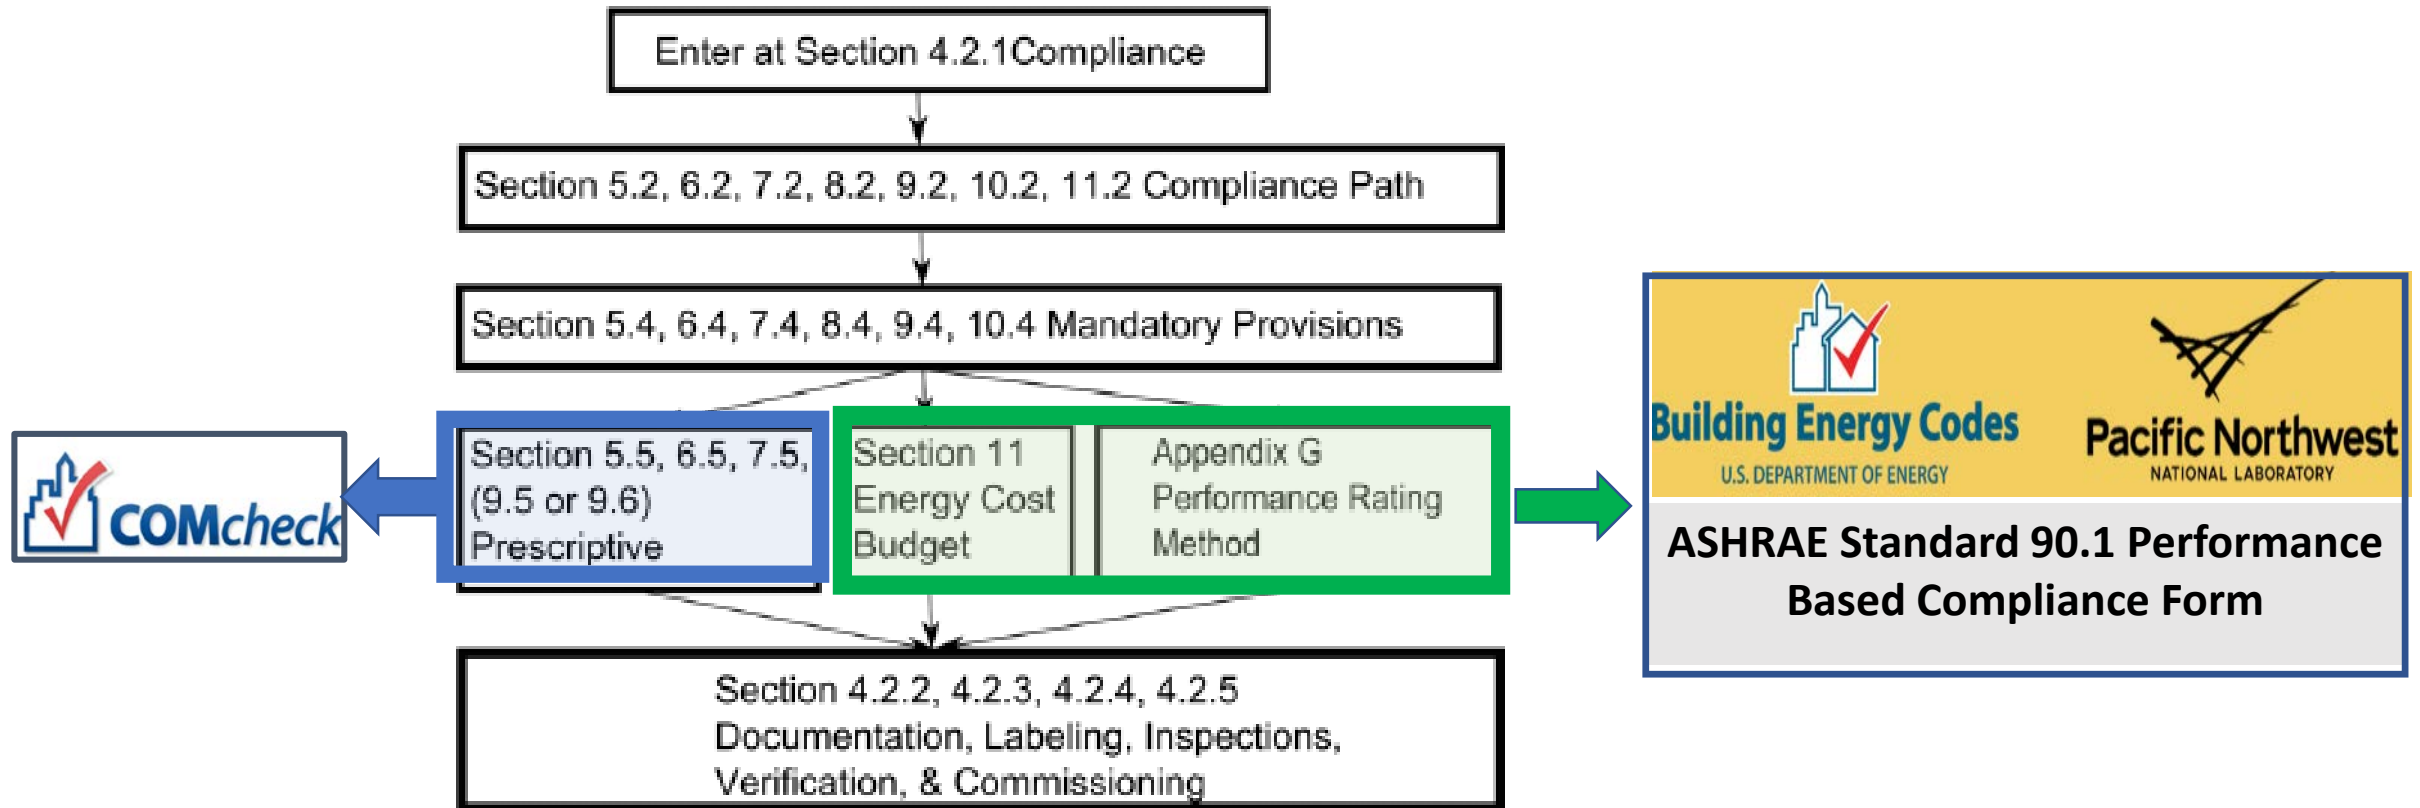 Enter at Section 4.2.1Compliance
Section 5.2, 6.2, 7.2, 8.2, 9.2, 10.2, 11.2 Compliance Path
Section 5.4, 6.4, 7.4, 8.4, 9.4, 10.4 Mandatory Provisions
COMcheck
Section 5.5, 6.5, 7.5,
(9.5 or 9.6)
Prescriptive
Section 11
Energy Cost
Budget
Appendix G
Performance Rating
Method
Building Energy Codes
U.S. DEPARTMENT OF ENERGY
Pacific Northwest
NATIONAL LABORATORY
ASHRAE Standard 90.1 Performance
Based Compliance Form
Section 4.2.2, 4.2.3, 4.2.4, 4.2.5
Documentation, Labeling, Inspections,
Verification, & Commissioning